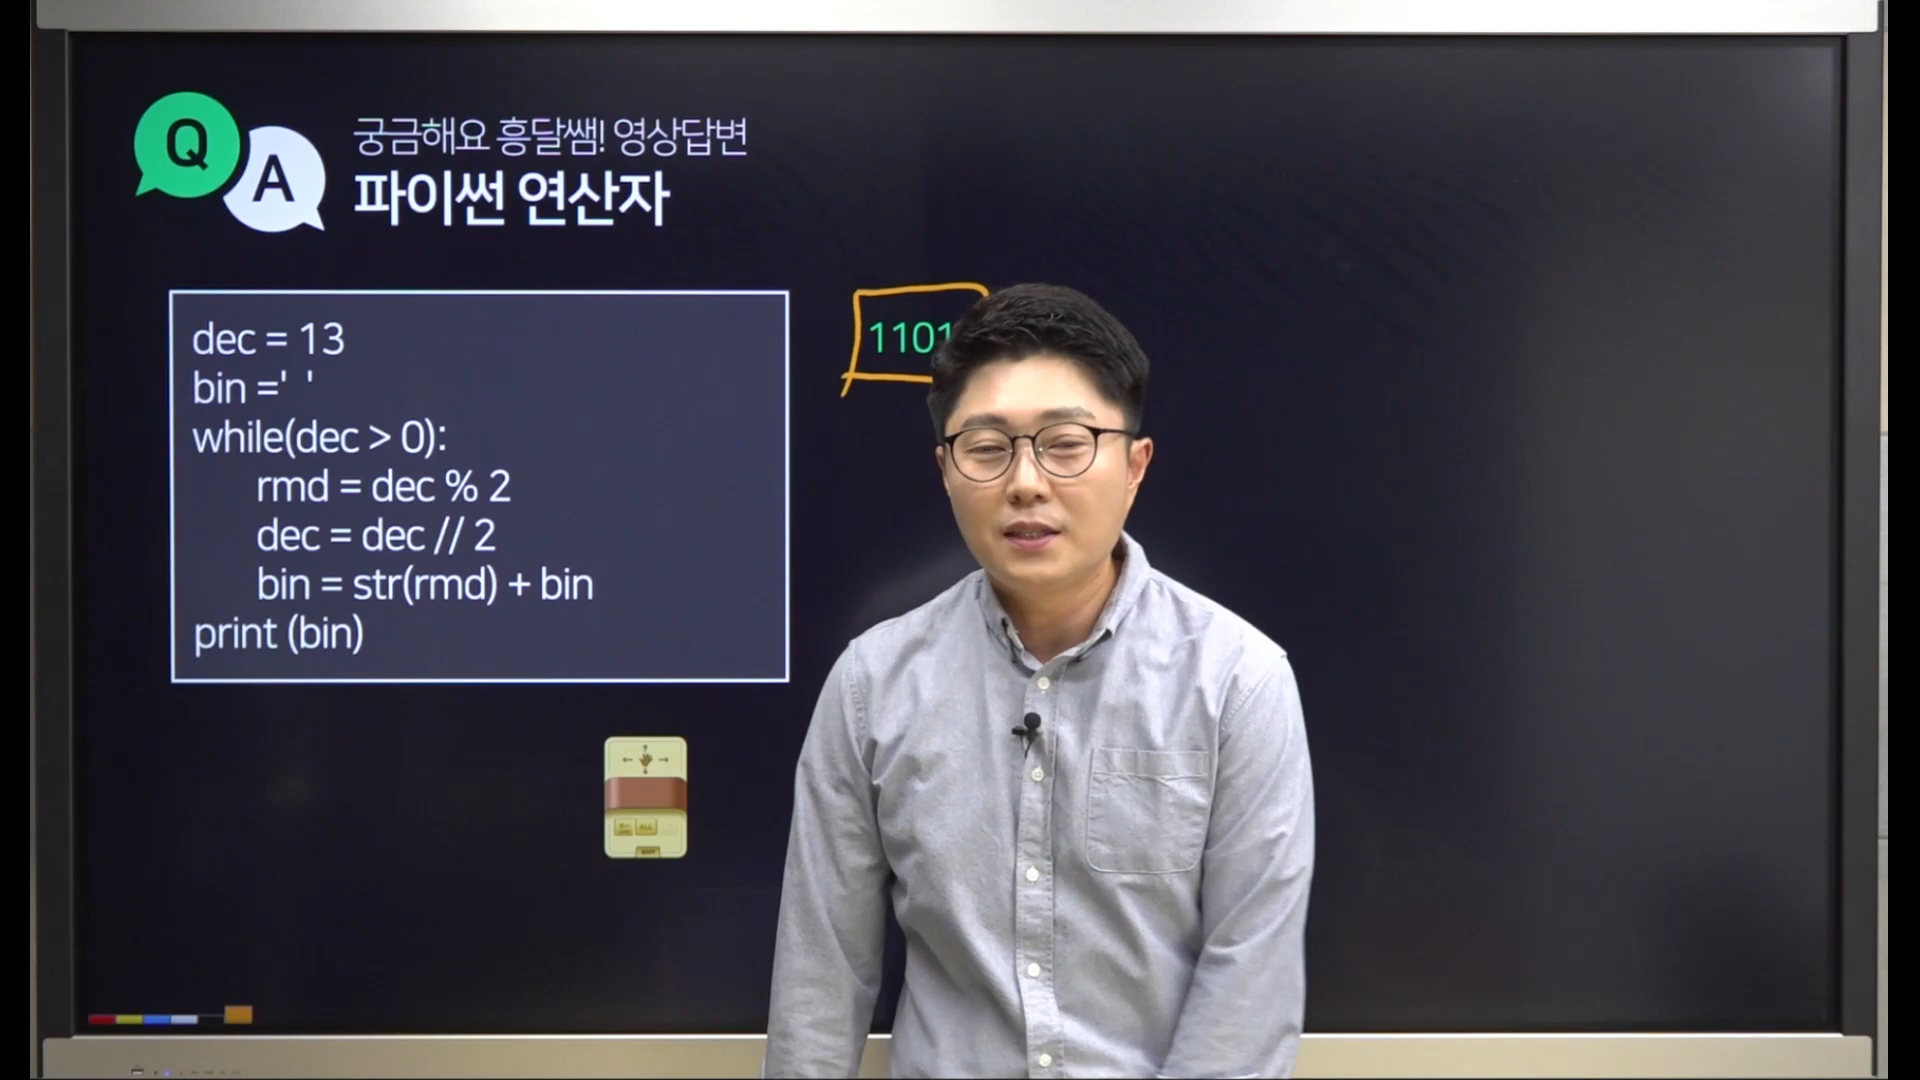 Q
A
궁금해요 흥달쌤! 영상답변
파이썬 연산자
dec = 13
bin =' '
while(dec > 0):
rmd = dec % 2
dec = dec // 2
bin = str(rmd) + bin
print (bin)
1101
ALL